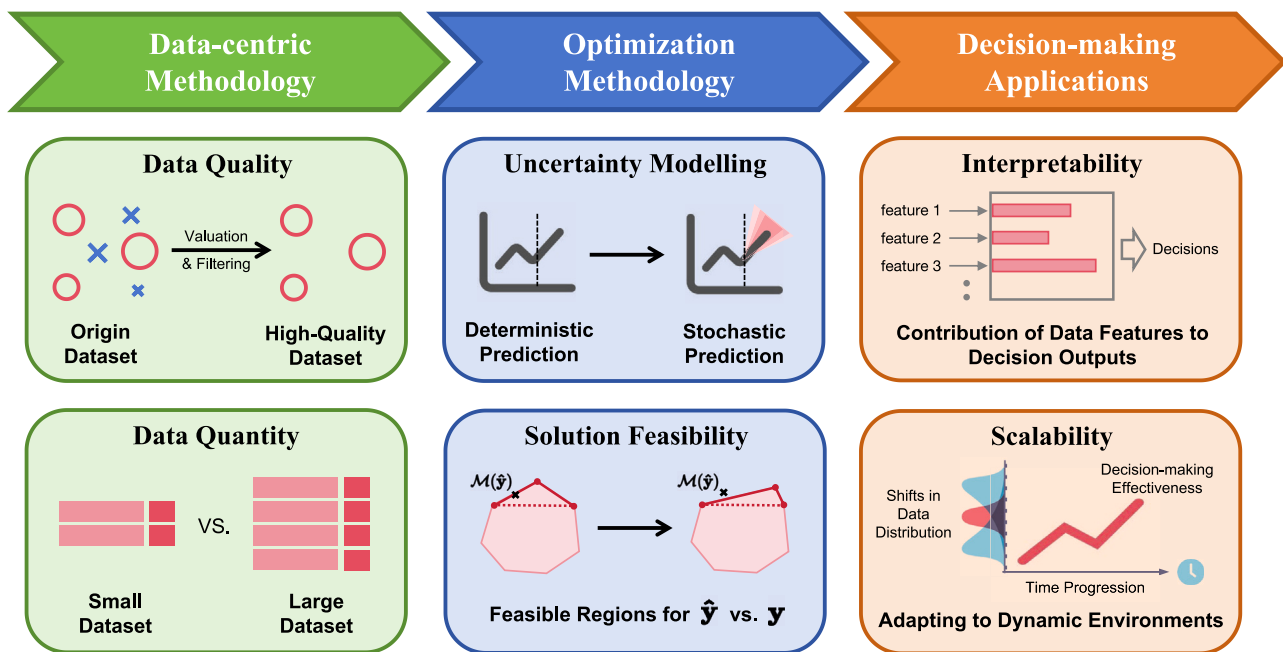 Data-centric
Methodology
Optimization
Methodology
Decision-making
Applications
Data Quality
Valuation
& Filtering
Origin
Dataset
High-Quality
Dataset
Uncertainty Modelling
Deterministic
Prediction
Stochastic
Prediction
Interpretability
feature 1
feature 2
feature 3
Decisions
Contribution of Data Features to
Decision Outputs
Data Quantity
VS.
Small
Dataset
Large
Dataset
Solution Feasibility
𝓜(ŷ)
𝓜(ŷ)
Feasible Regions for ŷ vs. y
Scalability
Shifts in
Data
Distribution
Decision-making
Effectiveness
Time Progression
Adapting to Dynamic Environments